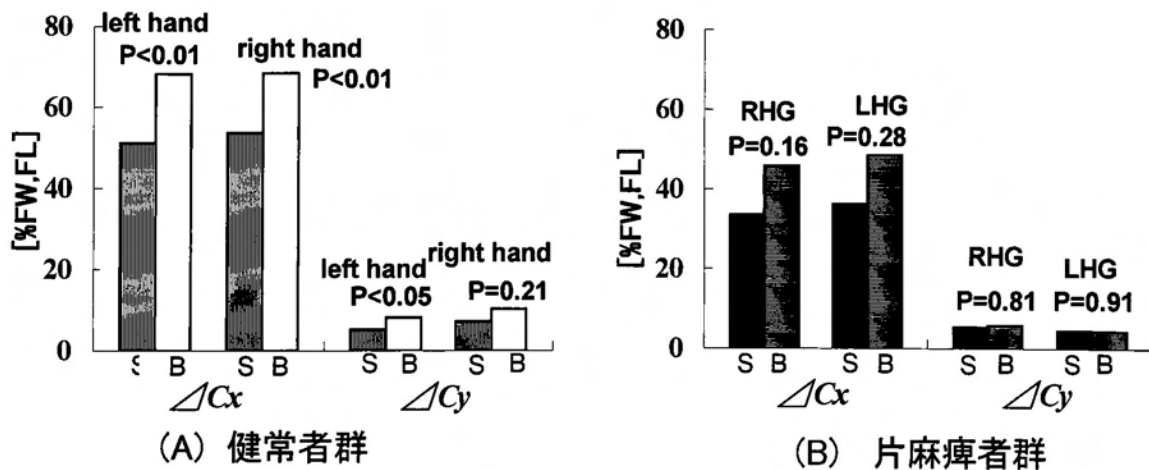 80
60
40
20
0
[%FW,FL]
left hand
P<0.01
right hand
P<0.01
left hand
P<0.05
right hand
P=0.21
S B S B S B S B
⊿Cx ⊿Cy
(A) 健常者群
80
60
40
20
0
[%FW,FL]
RHG
P=0.16
LHG
P=0.28
RHG
P=0.81
LHG
P=0.91
S B S B S B S B
⊿Cx ⊿Cy
(B) 片麻痺者群